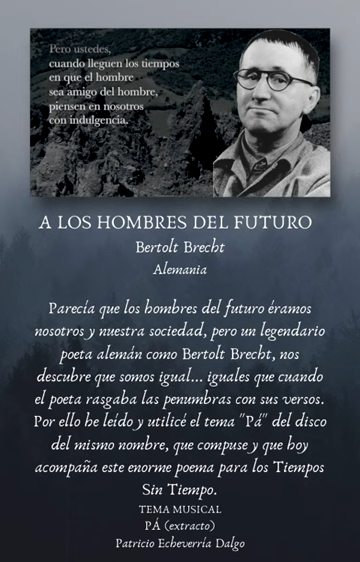 Pero ustedes,
cuando lleguen los tiempos
en que el hombre
sea amigo del hombre,
piensen en nosotros
con indulgencia.
A LOS HOMBRES DEL FUTURO
Bertolt Brecht
Alemania
Parecía que los hombres del futuro éramos
nosotros y nuestra sociedad, pero un legendario
poeta alemán como Bertolt Brecht, nos
descubre que somos igual... iguales que cuando
el poeta rasgaba las penumbras con sus versos.
Por ello he leído y utilicé el tema "Pá" del disco
del mismo nombre, que compuse y que hoy
acompaña este enorme poema para los Tiempos
Sin Tiempo.
TEMA MUSICAL
PÁ (extracto)
Patricio Echeverría Dalgo